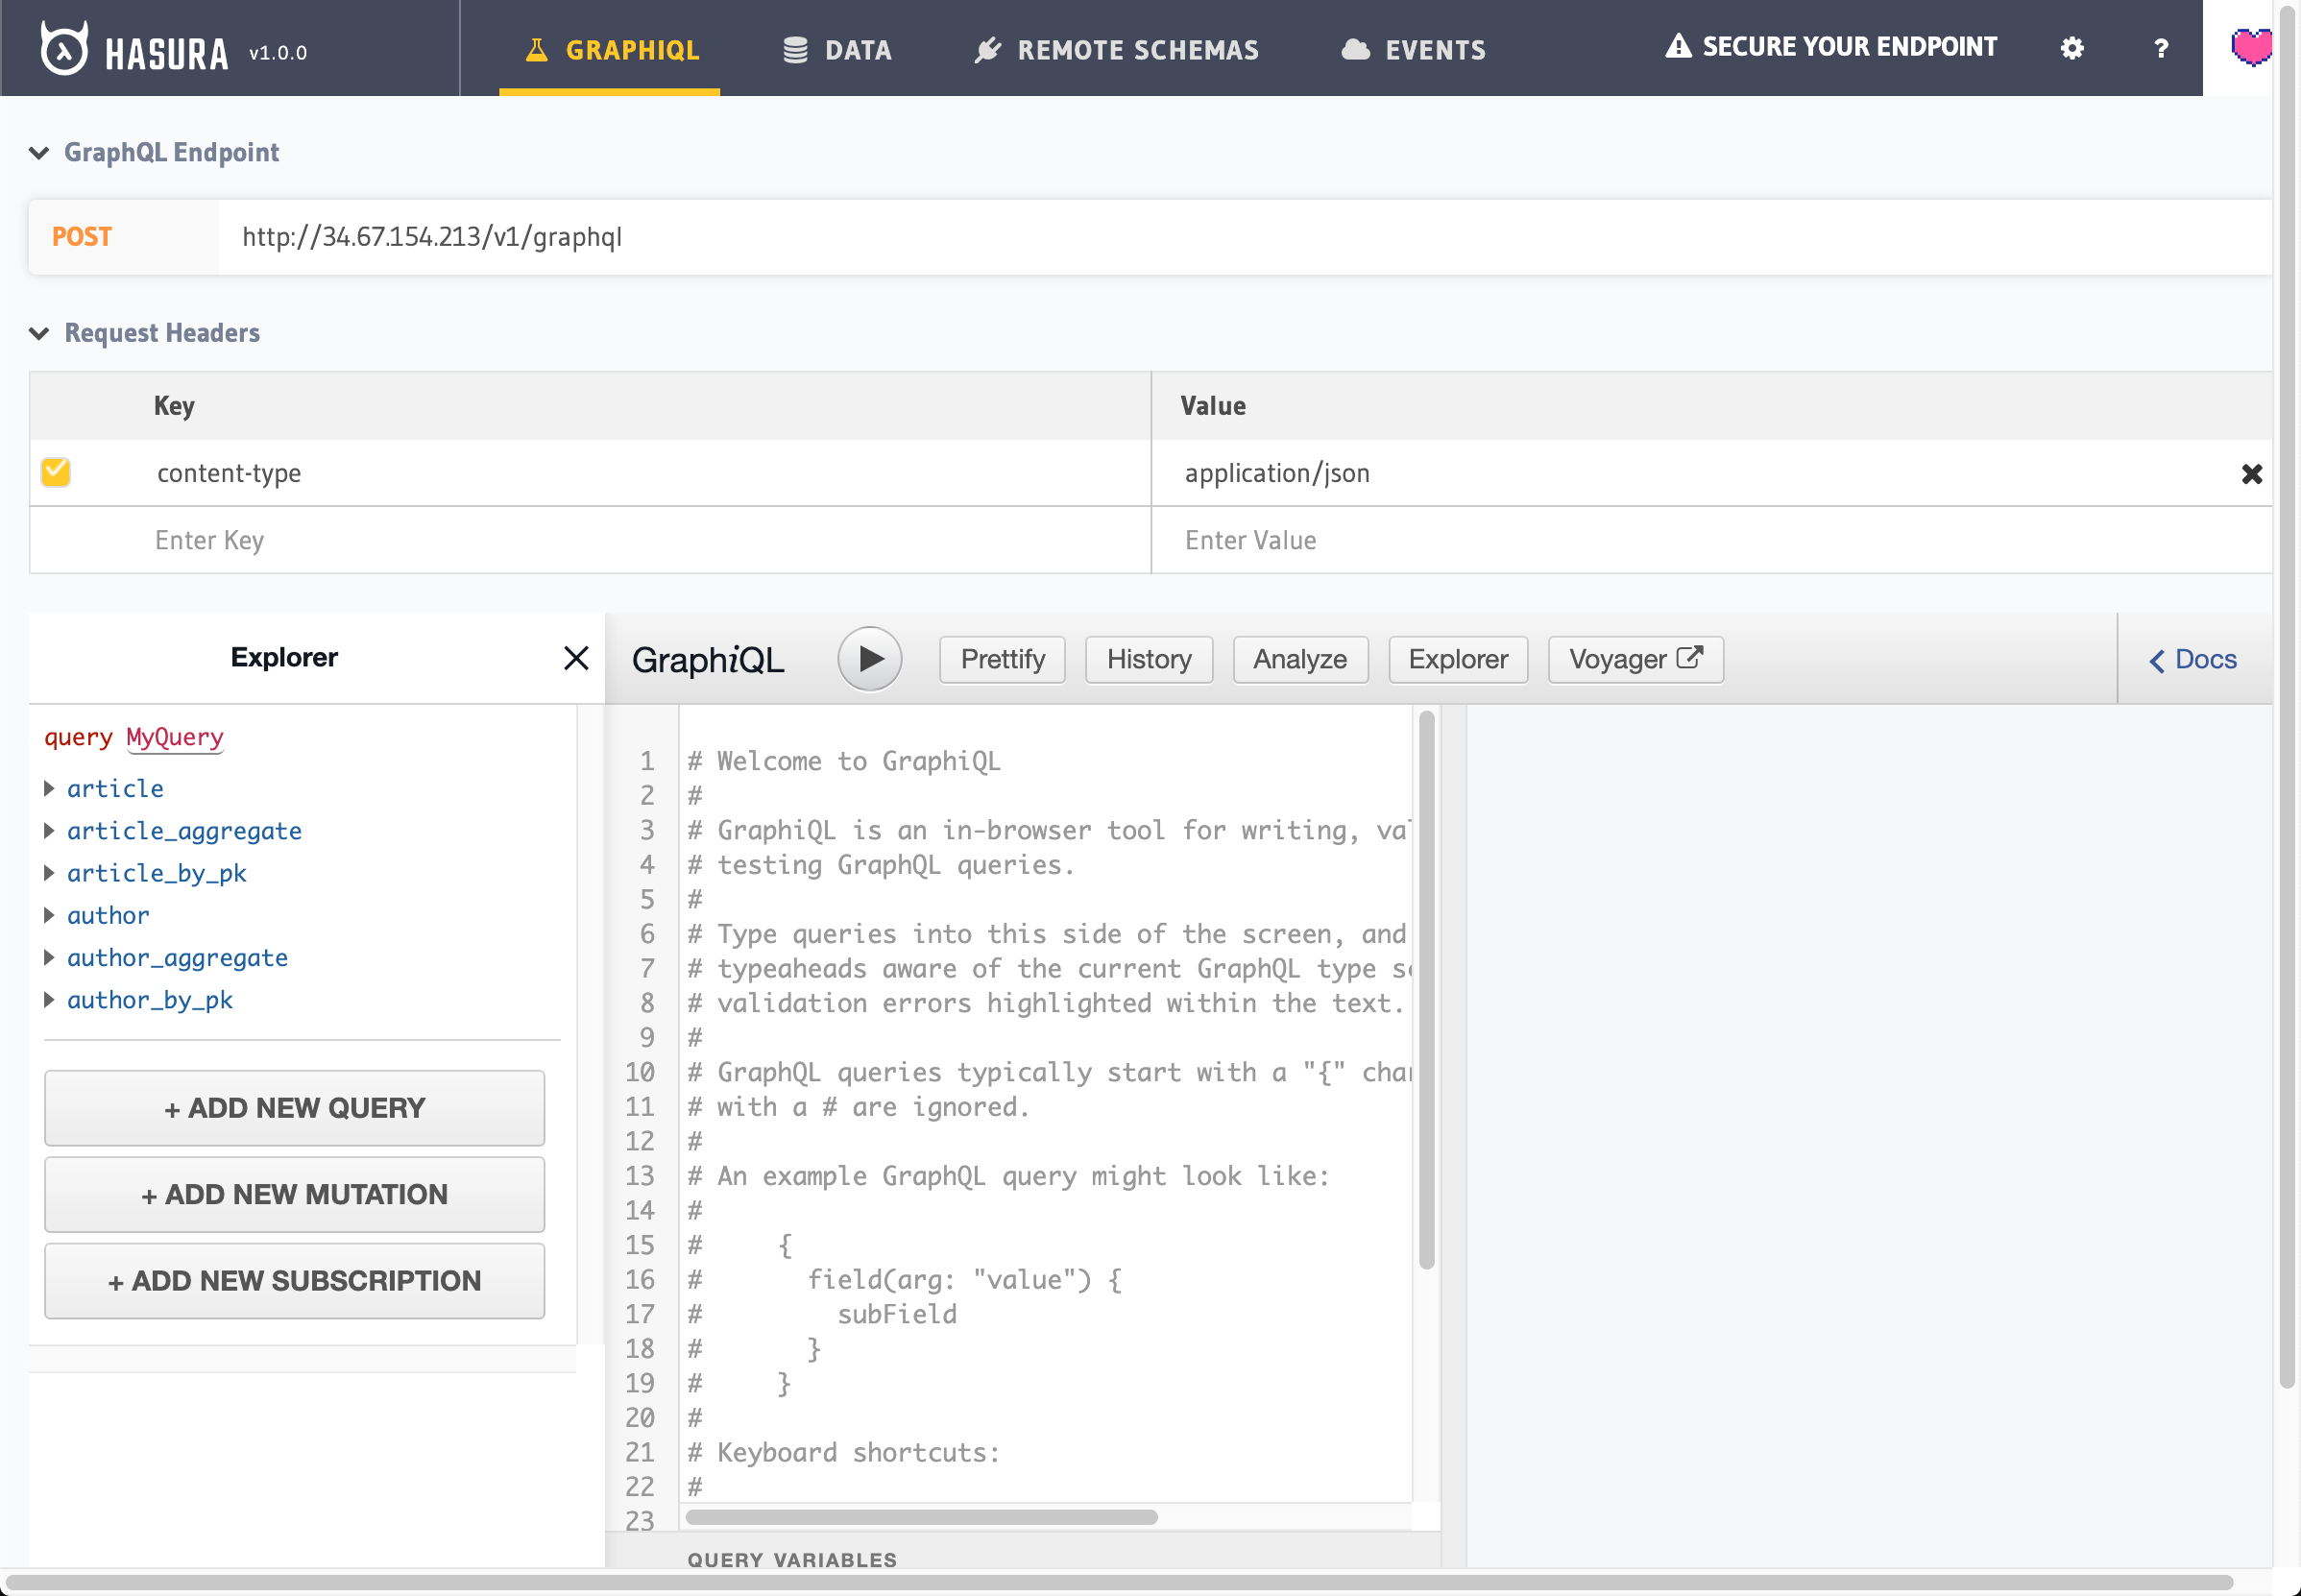 HASURA v1.0.0
GRAPHIQL
DATA
REMOTE SCHEMAS
EVENTS
SECURE YOUR ENDPOINT
?
GraphQL Endpoint
POST http://34.67.154.213/v1/graphql
Request Headers
Key Value
content-type application/json
Enter Key Enter Value
Explorer
GraphiQL
Prettify
History
Analyze
Explorer
Voyager
Docs
query MyQuery
article
article_aggregate
article_by_pk
author
author_aggregate
author_by_pk
+ ADD NEW QUERY
+ ADD NEW MUTATION
+ ADD NEW SUBSCRIPTION
1 # Welcome to GraphiQL
2 #
3 # GraphiQL is an in-browser tool for writing,
4 # testing GraphQL queries.
5 #
6 # Type queries into this side of the screen, and
7 # typeaheads aware of the current GraphQL type
8 # validation errors highlighted within the text.
9 #
10 # GraphQL queries typically start with a "{"
11 # with a # are ignored.
12 #
13 # An example GraphQL query might look like:
14 #
15 # {
16 # field(arg: "value") {
17 # subField
18 # }
19 # }
20 #
21 # Keyboard shortcuts:
22 #
23
QUERY VARIABLES